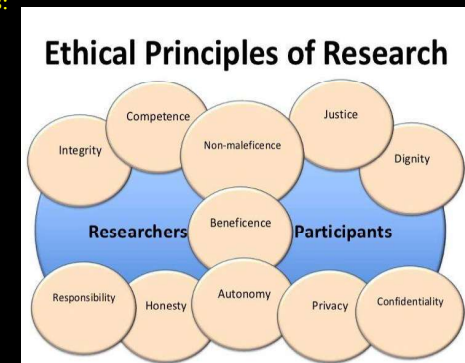 s:
Ethical Principles of Research
Competence
Justice
Integrity
Non-maleficence
Dignity
Researchers
Beneficence
Participants
Responsibility
Honesty
Autonomy
Privacy
Confidentiality